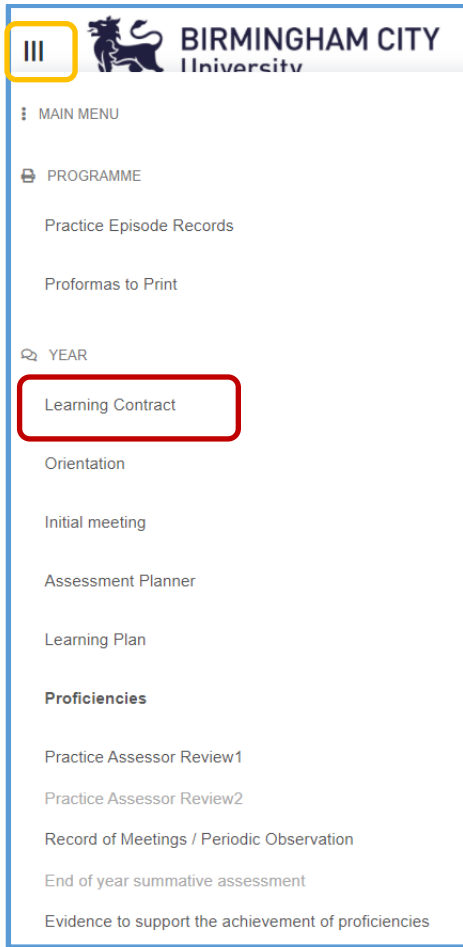 BIRMINGHAM CITY
University
MAIN MENU
PROGRAMME
Practice Episode Records
Proformas to Print
YEAR
Learning Contract
Orientation
Initial meeting
Assessment Planner
Learning Plan
Proficiencies
Practice Assessor Review1
Practice Assessor Review2
Record of Meetings / Periodic Observation
End of year summative assessment
Evidence to support the achievement of proficiencies